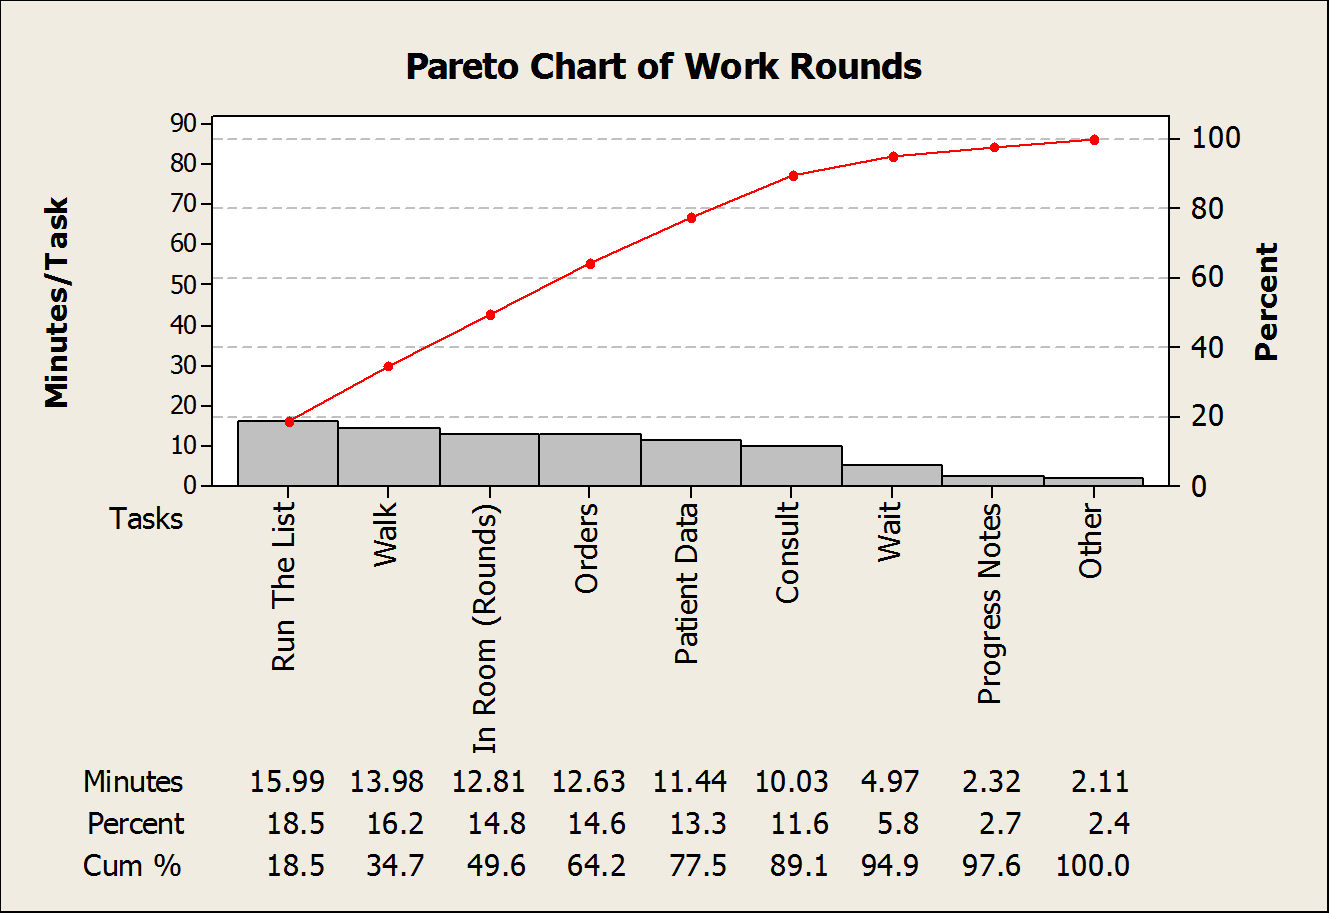 Pareto Chart of Work Rounds
Minutes/Task
90
80
70
60
50
40
30
20
10
0
Percent
100
80
60
40
20
0
Tasks
Run The List
Walk
In Room (Rounds)
Orders
Patient Data
Consult
Wait
Progress Notes
Other
Minutes 15.99 13.98 12.81 12.63 11.44 10.03 4.97 2.32 2.11
Percent 18.5 16.2 14.8 14.6 13.3 11.6 5.8 2.7 2.4
Cum % 18.5 34.7 49.6 64.2 77.5 89.1 94.9 97.6 100.0